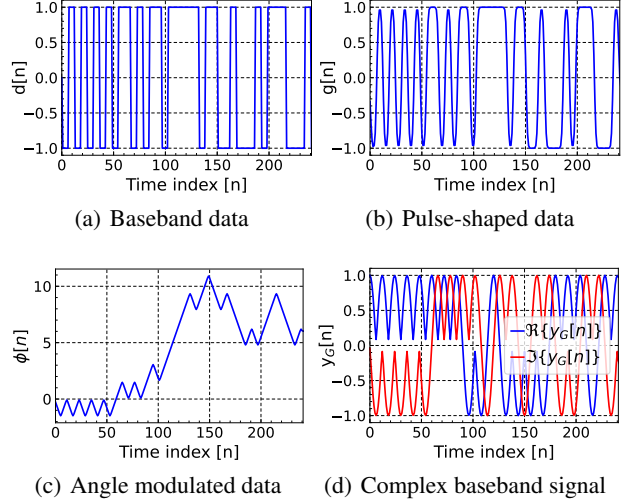 1.0
0.5
0.0
−0.5
−1.0
d[n]
0 50 100 150 200
Time index [n]
(a) Baseband data
1.0
0.5
0.0
−0.5
−1.0
g[n]
0 50 100 150 200
Time index [n]
(b) Pulse-shaped data
10
5
0
ϕ[n]
0 50 100 150 200
Time index [n]
(c) Angle modulated data
1.0
0.5
0.0
−0.5
−1.0
y_G[n]
ℜ{y_G[n]}
ℑ{y_G[n]}
0 50 100 150 200
Time index [n]
(d) Complex baseband signal